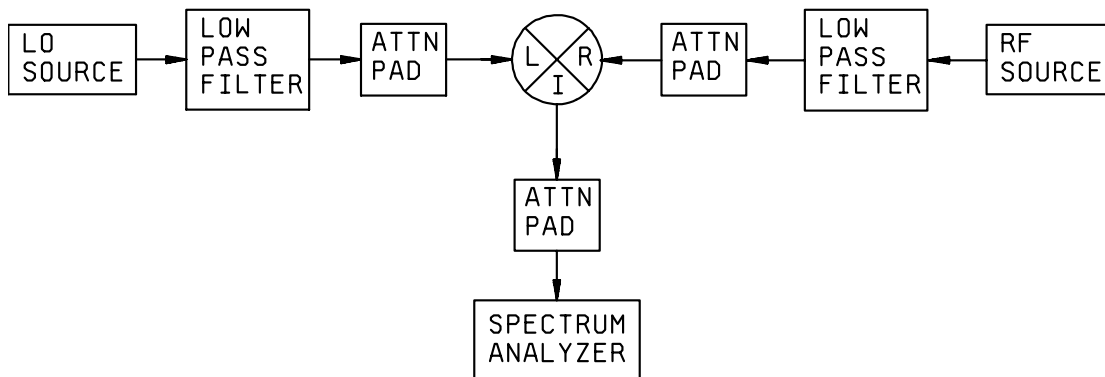 LO
SOURCE
LOW
PASS
FILTER
ATTN
PAD
L
R
I
ATTN
PAD
LOW
PASS
FILTER
RF
SOURCE
ATTN
PAD
SPECTRUM
ANALYZER